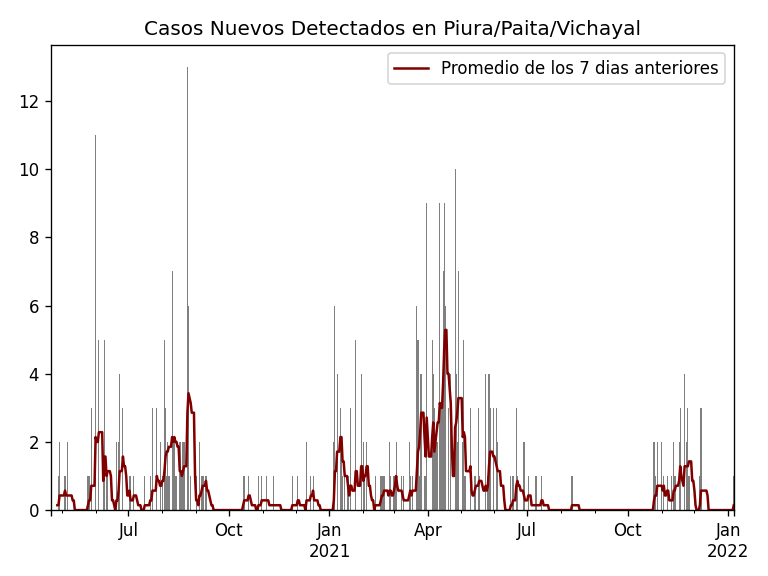 Casos Nuevos Detectados en Piura/Paita/Vichayal
Promedio de los 7 dias anteriores
12
10
8
6
4
2
0
Jul
Oct
Jan
2021
Apr
Jul
Oct
Jan
2022